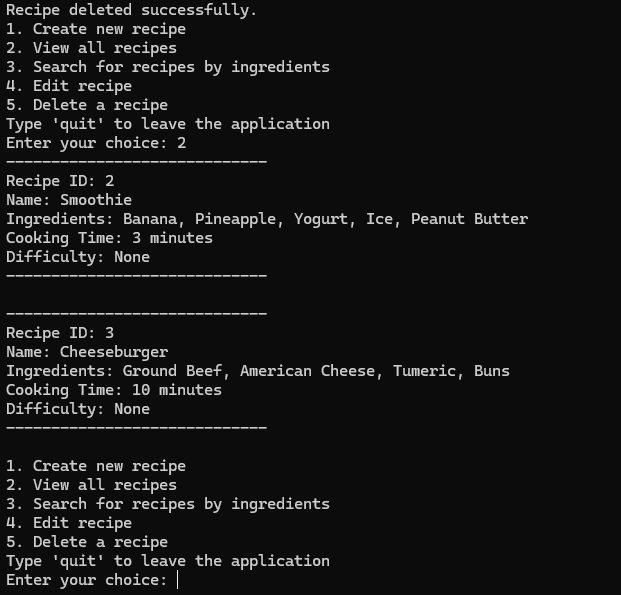 Recipe deleted successfully.
1. Create new recipe
2. View all recipes
3. Search for recipes by ingredients
4. Edit recipe
5. Delete a recipe
Type 'quit' to leave the application
Enter your choice: 2
-----------------------------
Recipe ID: 2
Name: Smoothie
Ingredients: Banana, Pineapple, Yogurt, Ice, Peanut Butter
Cooking Time: 3 minutes
Difficulty: None
-----------------------------
-----------------------------
Recipe ID: 3
Name: Cheeseburger
Ingredients: Ground Beef, American Cheese, Tumeric, Buns
Cooking Time: 10 minutes
Difficulty: None
-----------------------------
1. Create new recipe
2. View all recipes
3. Search for recipes by ingredients
4. Edit recipe
5. Delete a recipe
Type 'quit' to leave the application
Enter your choice: